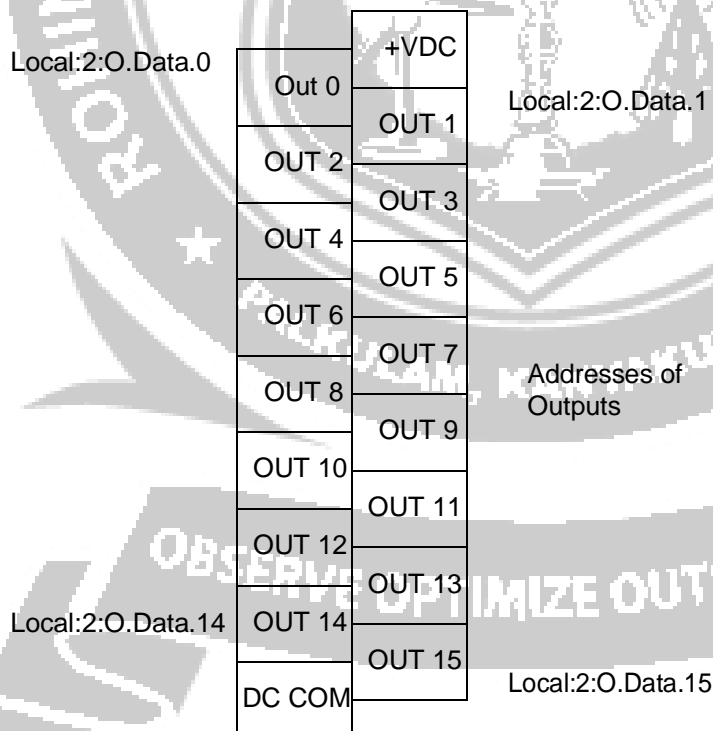 +VDC
Local:2:O.Data.0
Out 0
Local:2:O.Data.1
OUT 1
OUT 2
OUT 3
OUT 4
OUT 5
OUT 6
OUT 7
Addresses of
Outputs
OUT 8
OUT 9
OUT 10
OUT 11
OUT 12
OUT 13
Local:2:O.Data.14
OUT 14
OUT 15
Local:2:O.Data.15
DC COM
OBSERVE OPTIMIZE